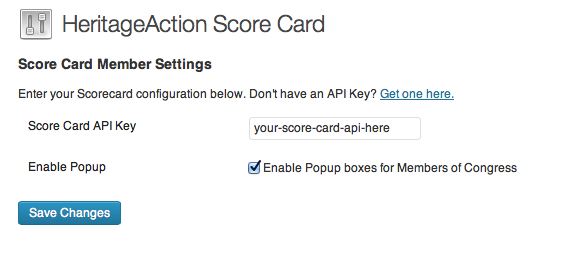 HeritageAction Score Card
Score Card Member Settings
Enter your Scorecard configuration below. Don't have an API Key? Get one here.
Score Card API Key
your-score-card-api-here
Enable Popup
Enable Popup boxes for Members of Congress
Save Changes